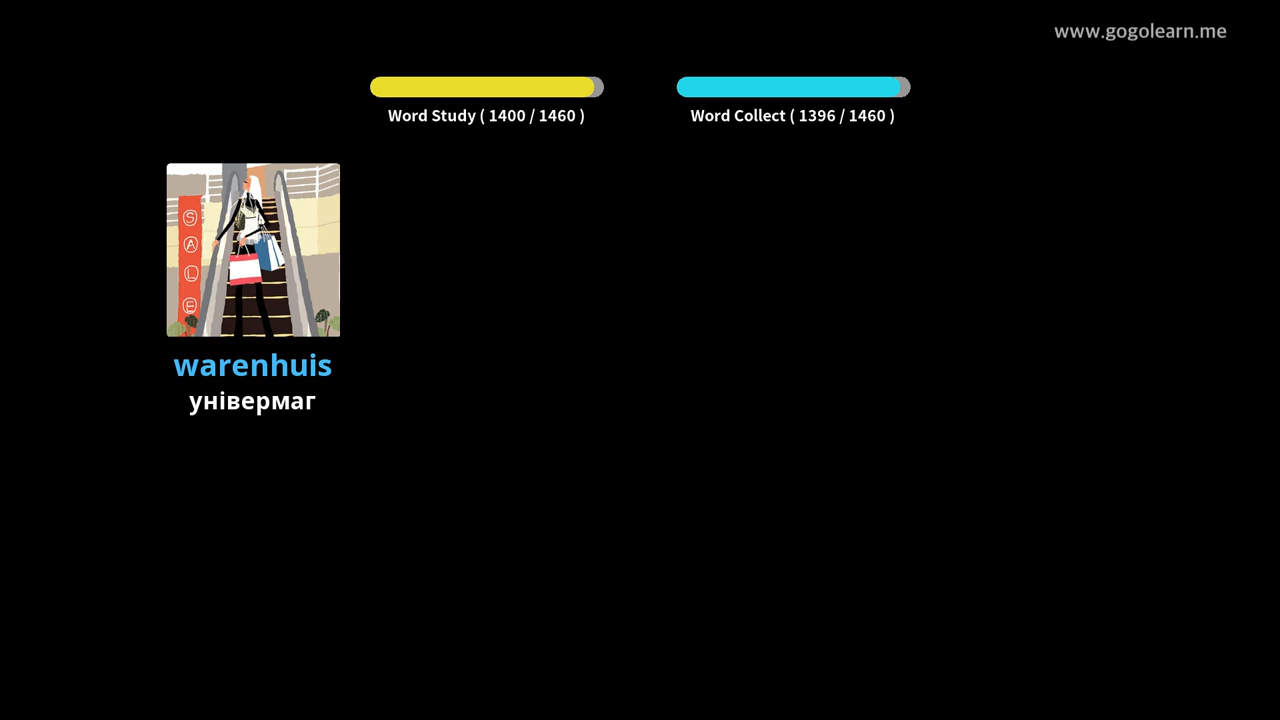 www.gogolearn.me
Word Study ( 1400 / 1460 )
Word Collect ( 1396 / 1460 )
S
A
L
E
warenhuis
універмаг